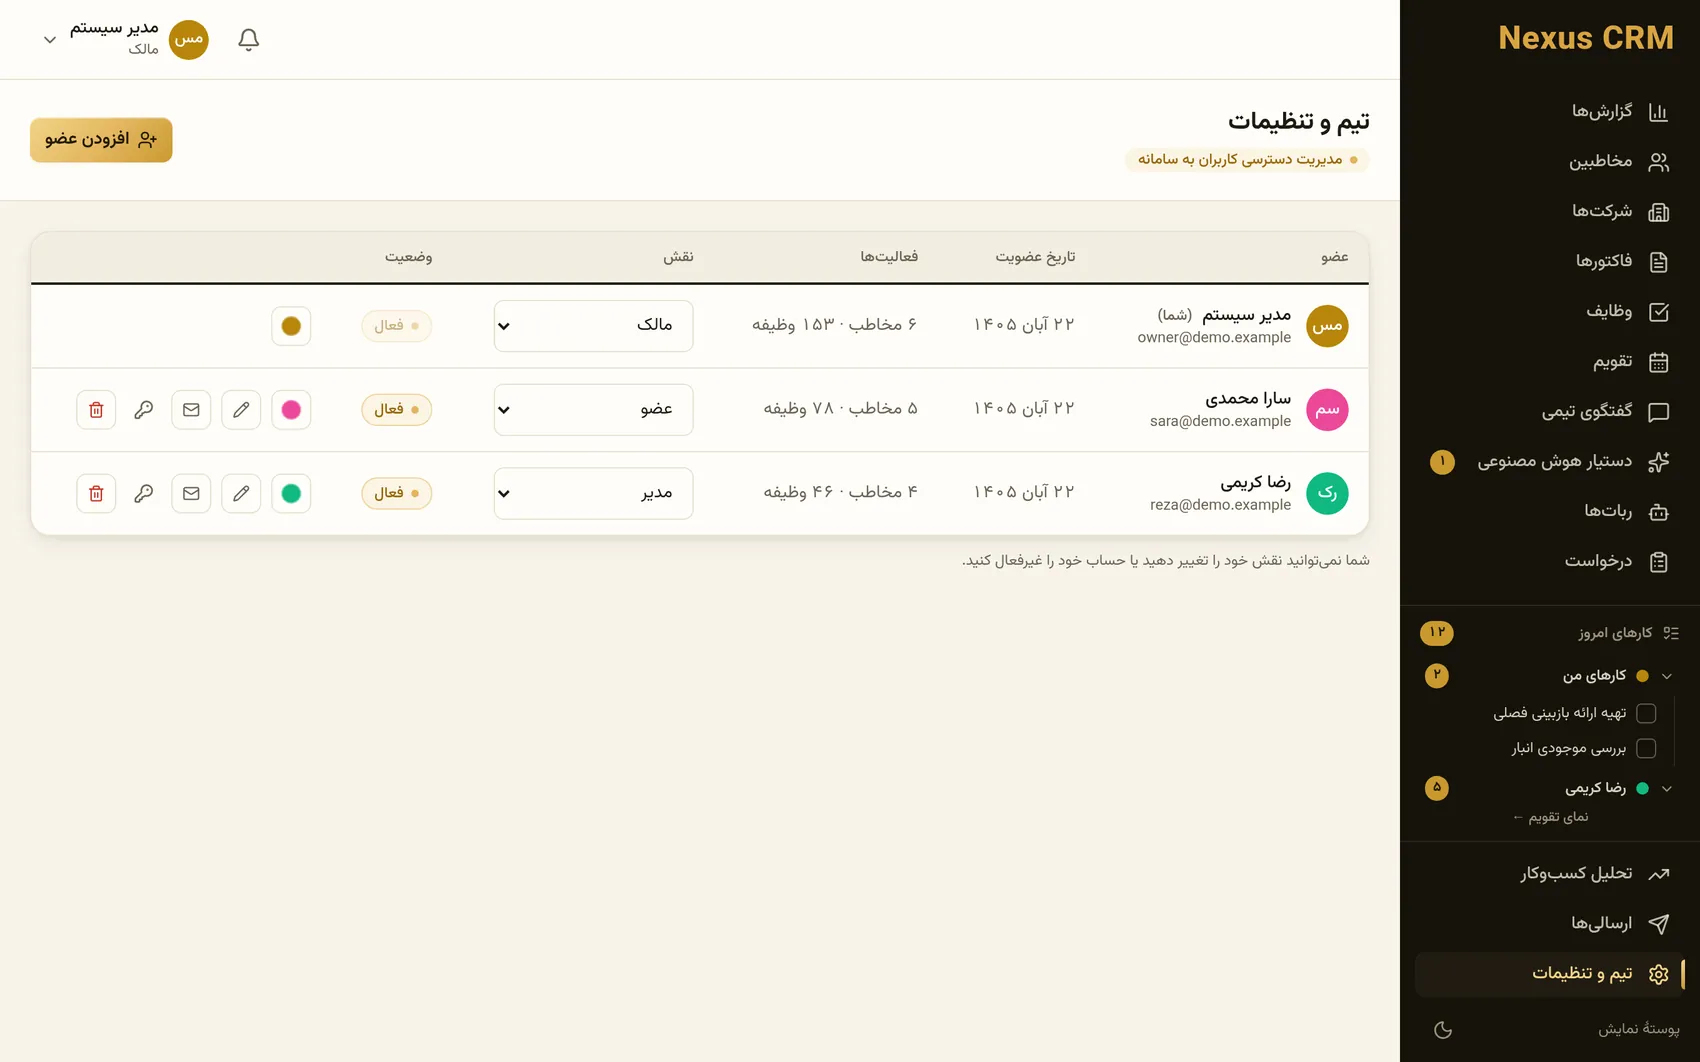 Nexus CRM
گزارش‌ها
مخاطبین
شرکت‌ها
فاکتورها
وظایف
تقویم
گفتگوی تیمی
دستیار هوش مصنوعی ۱
ربات‌ها
درخواست
کارهای امروز ۱۲
کارهای من ۲
تهیه ارائه بازبینی فصلی
بررسی موجودی انبار
رضا کریمی ۵
نمای تقویم ←
تحلیل کسب‌وکار
ارسالی‌ها
تیم و تنظیمات
پوستهٔ نمایش
مس مدیر سیستم
مالک
تیم و تنظیمات
مدیریت دسترسی کاربران به سامانه
افزودن عضو
عضو تاریخ عضویت فعالیت‌ها نقش وضعیت
مس مدیر سیستم (شما) ۲۲ آبان ۱۴۰۵ ۶ مخاطب · ۱۵۳ وظیفه مالک فعال
owner@demo.example
سم سارا محمدی ۲۲ آبان ۱۴۰۵ ۵ مخاطب · ۷۸ وظیفه عضو فعال
sara@demo.example
رک رضا کریمی ۲۲ آبان ۱۴۰۵ ۴ مخاطب · ۴۶ وظیفه مدیر فعال
reza@demo.example
شما نمی‌توانید نقش خود را تغییر دهید یا حساب خود را غیرفعال کنید.